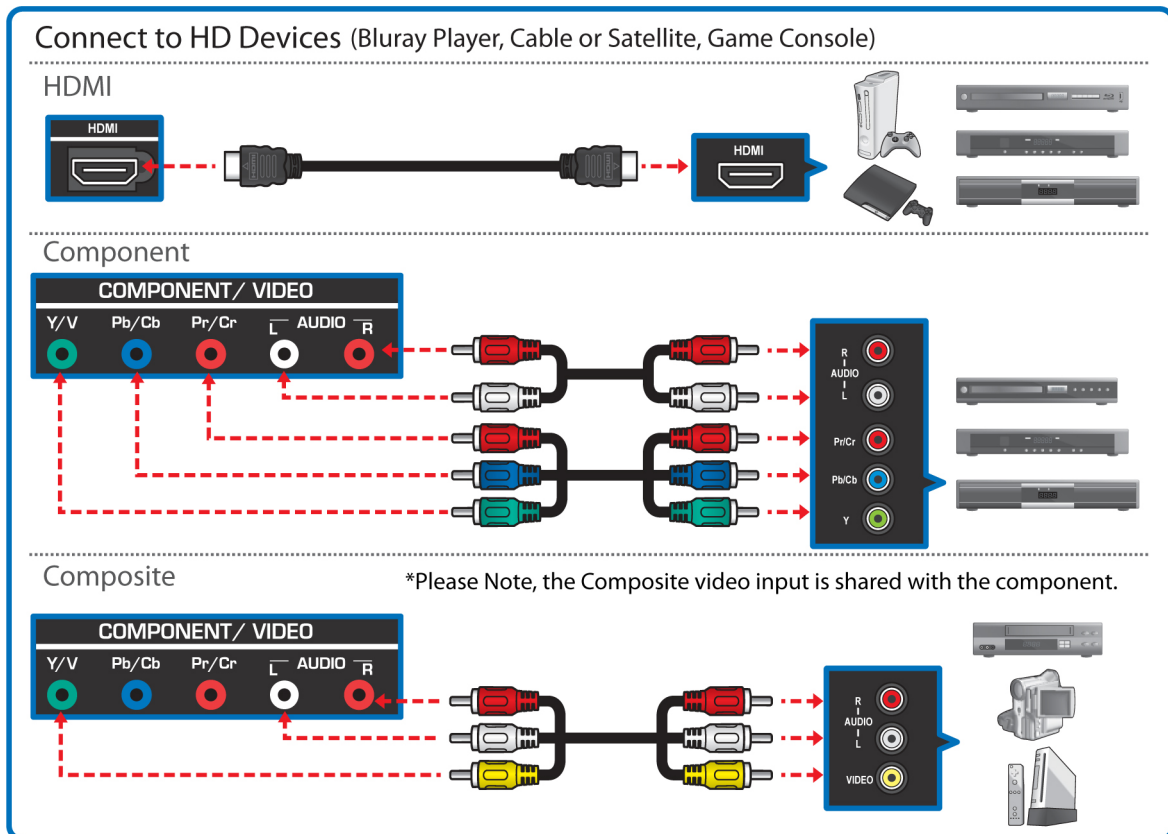 Connect to HD Devices (Bluray Player, Cable or Satellite, Game Console)
HDMI
HDMI
HDMI
Component
COMPONENT/ VIDEO
Y/V Pb/Cb Pr/Cr L AUDIO R
R
AUDIO
L
Pr/Cr
Pb/Cb
Y
Composite
*Please Note, the Composite video input is shared with the component.
COMPONENT/ VIDEO
Y/V Pb/Cb Pr/Cr L AUDIO R
R
AUDIO
L
VIDEO